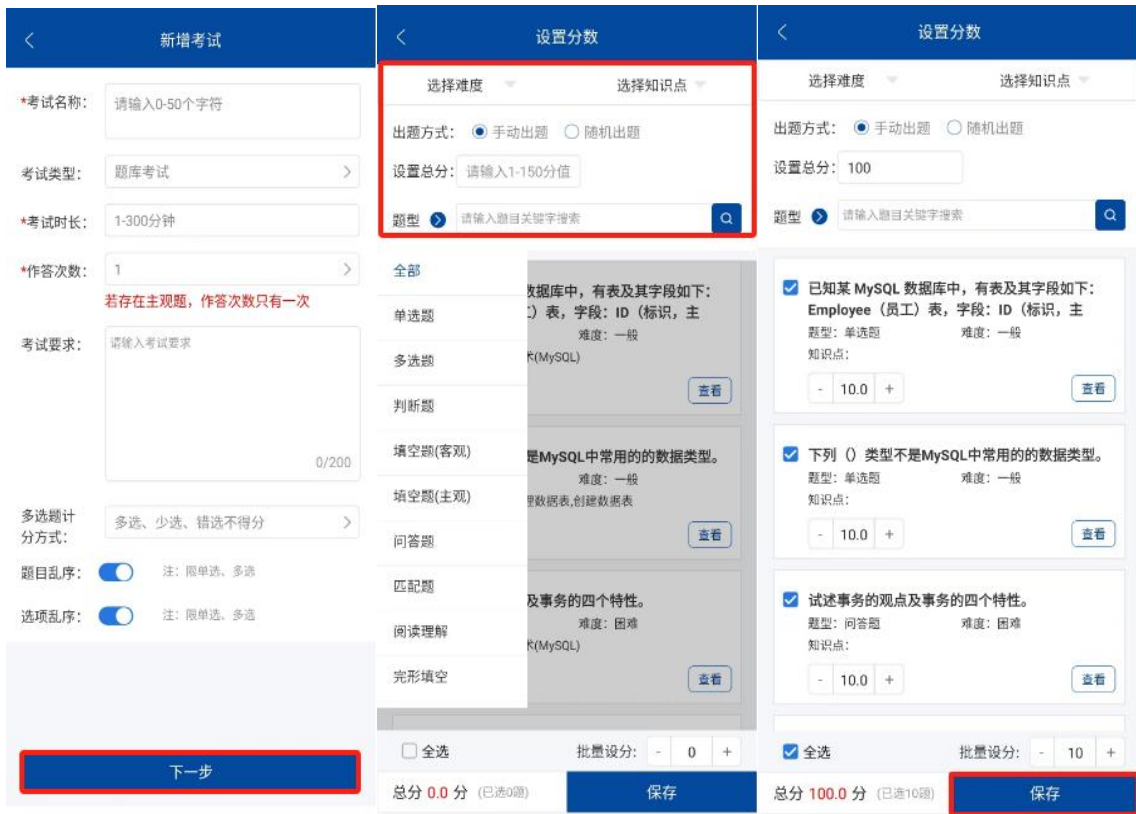 新增考试
*考试名称： 请输入0-50个字符
考试类型： 题库考试
*考试时长： 1-300分钟
*作答次数： 1
若存在主观题，作答次数只有一次
考试要求： 请输入考试要求
0/200
多选题计
分方式： 多选、少选、错选不得分
题目乱序： 注：限单选、多选
选项乱序： 注：限单选、多选
下一步
设置分数
选择难度 选择知识点
出题方式： 手动出题 随机出题
设置总分： 请输入1-150分值
题型 请输入题目关键字搜索
全部
单选题
多选题
判断题
填空题(客观)
填空题(主观)
问答题
匹配题
阅读理解
完形填空
数据库中，有表及其字段如下：
）表，字段：ID（标识，主
难度：一般
术(MySQL)
查看
是MySQL中常用的的数据类型。
难度：一般
理数据表,创建数据表
查看
及事务的四个特性。
难度：困难
术(MySQL)
查看
全选 批量设分: - 0 +
总分 0.0 分 (已选0题) 保存
设置分数
选择难度 选择知识点
出题方式： 手动出题 随机出题
设置总分： 100
题型 请输入题目关键字搜索
已知某 MySQL 数据库中，有表及其字段如下：
Employee（员工）表，字段：ID（标识，主
题型：单选题 难度：一般
知识点：
- 10.0 + 查看
下列（）类型不是MySQL中常用的的数据类型。
题型：单选题 难度：一般
知识点：
- 10.0 + 查看
试述事务的观点及事务的四个特性。
题型：问答题 难度：困难
知识点：
- 10.0 + 查看
全选 批量设分: - 10 +
总分 100.0 分 (已选10题) 保存